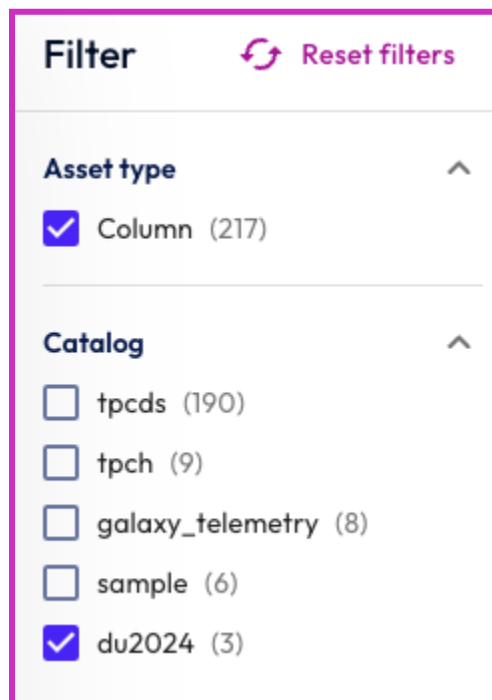 Filter
Reset filters
Asset type
Column (217)
Catalog
tpcds (190)
tpch (9)
galaxy_telemetry (8)
sample (6)
du2024 (3)